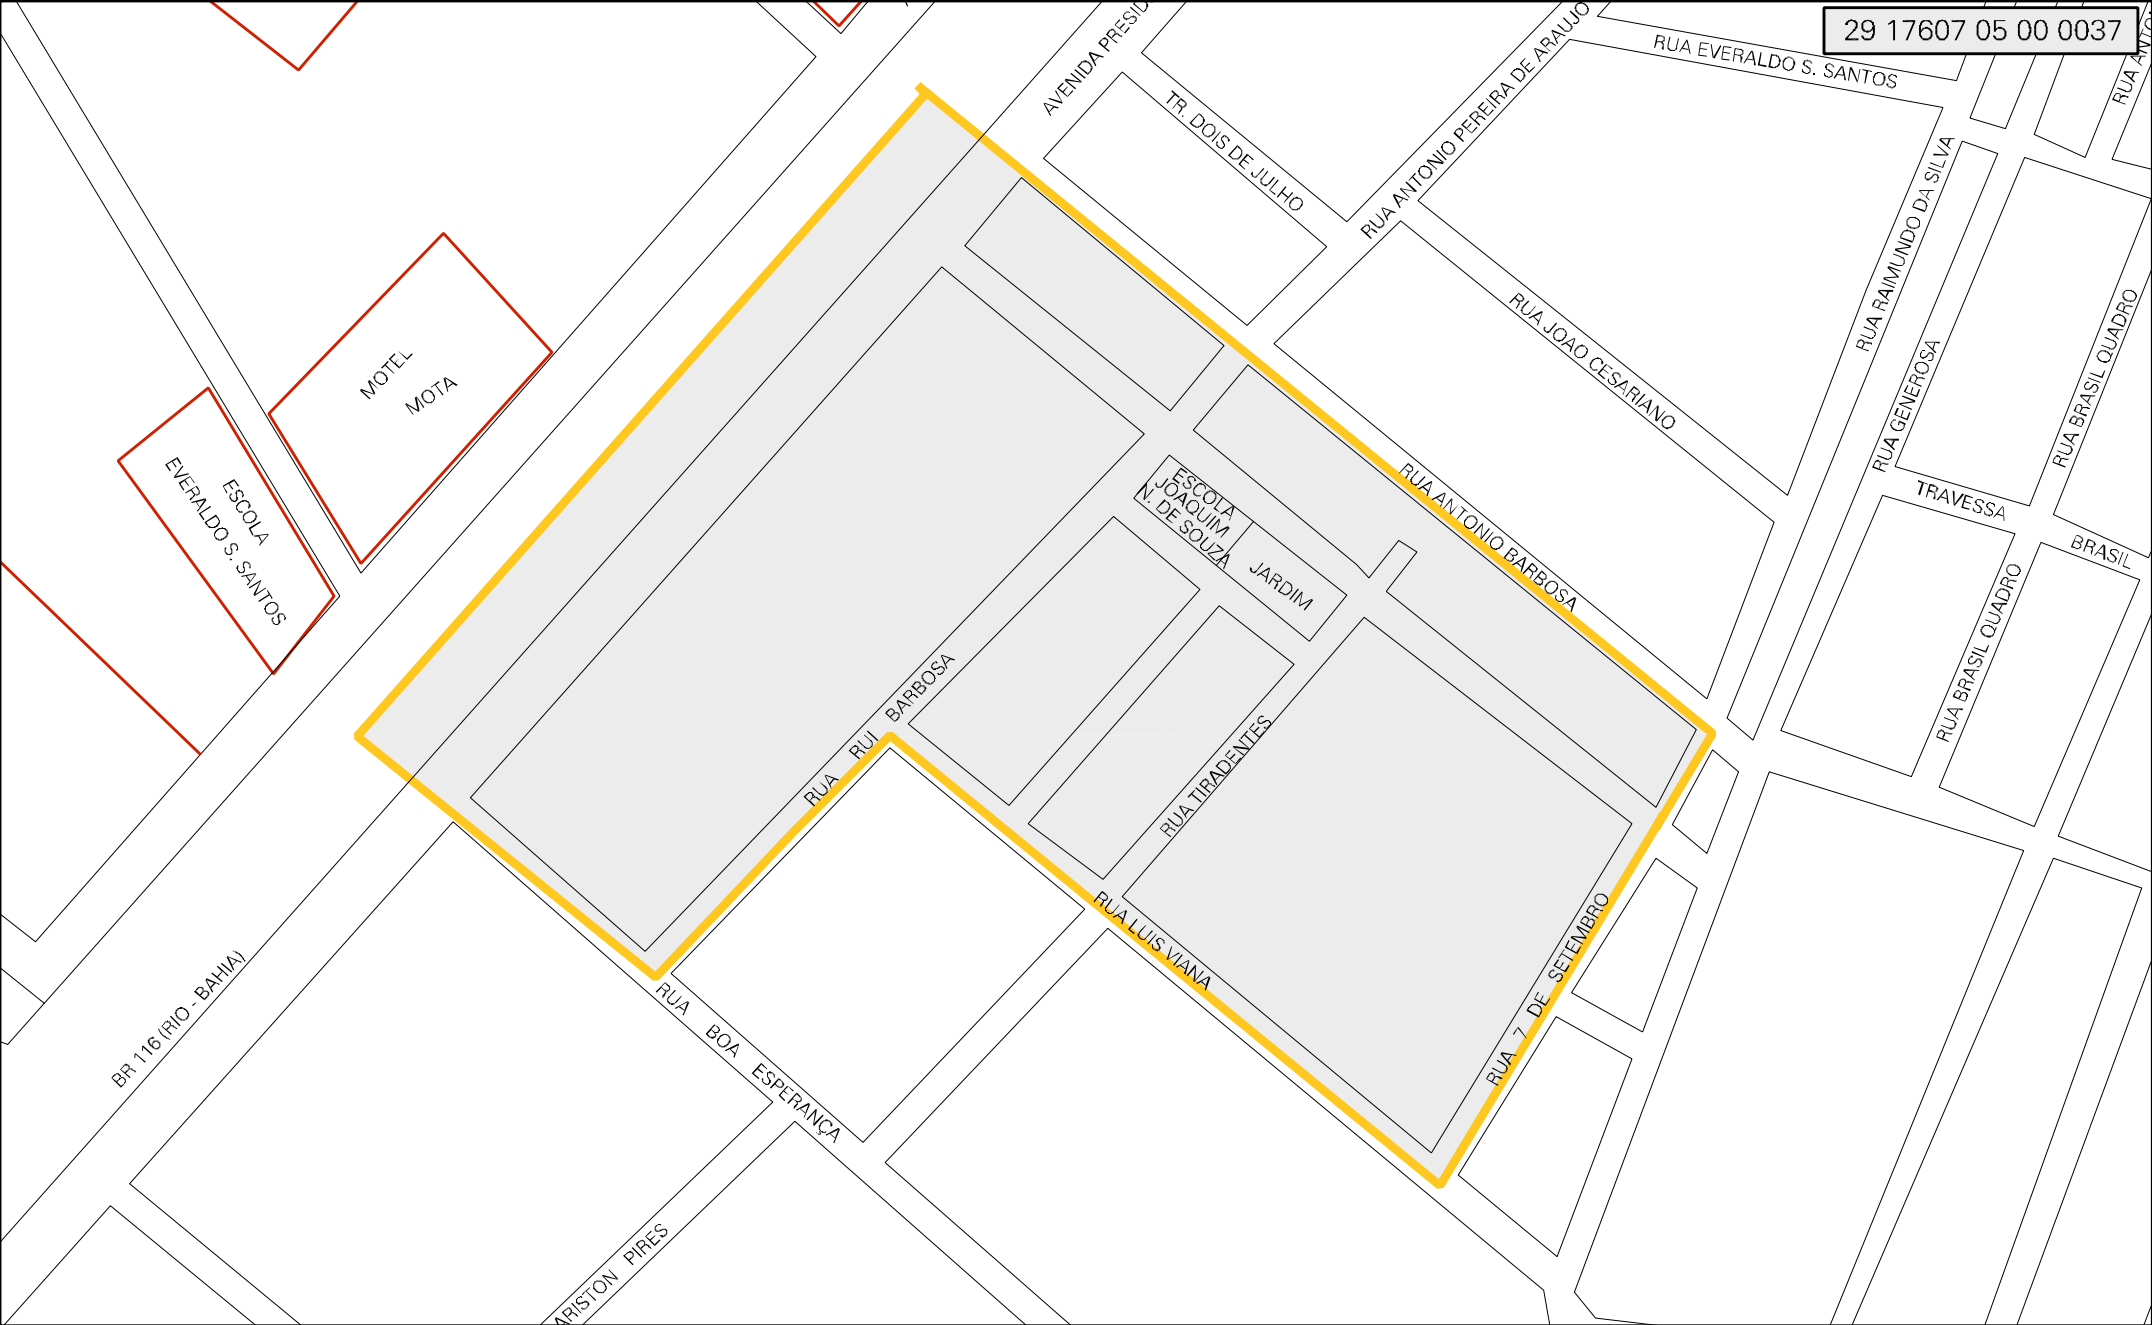 29 17607 05 00 0037
AVENIDA PRESID
RUA EVERALDO S. SANTOS
RUA ANTO
TR. DOIS DE JULHO
RUA ANTONIO PEREIRA DE ARAUJO
RUA RAIMUNDO DA SILVA
RUA JOAO CESARIANO
RUA GENEROSA
RUA BRASIL QUADRO
MOTEL
MOTA
ESCOLA
EVERALDO S. SANTOS
ESCOLA
JOAQUIM
N. DE SOUZA
JARDIM
RUA ANTONIO BARBOSA
TRAVESSA BRASIL
RUA BRASIL QUADRO
RUA RUI BARBOSA
RUA TIRADENTES
RUA LUIS VIANA
RUA 7 DE SETEMBRO
BR 116 (RIO - BAHIA)
RUA BOA ESPERANÇA
ARISTON PIRES